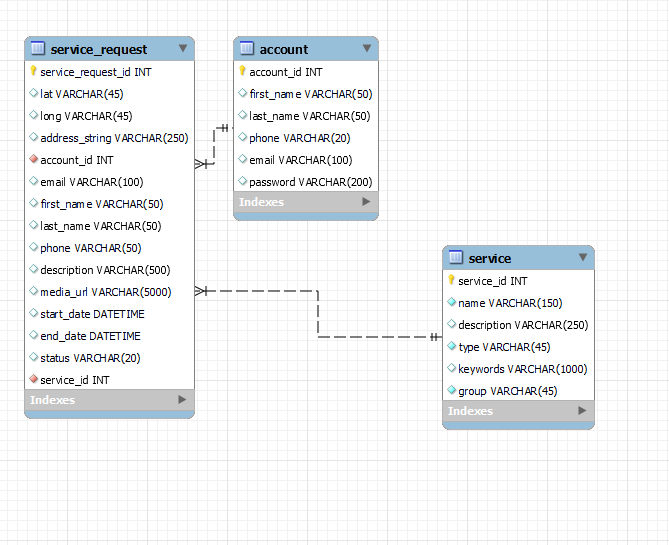 service_request
service_request_id INT
lat VARCHAR(45)
long VARCHAR(45)
address_string VARCHAR(250)
account_id INT
email VARCHAR(100)
first_name VARCHAR(50)
last_name VARCHAR(50)
phone VARCHAR(50)
description VARCHAR(500)
media_url VARCHAR(5000)
start_date DATETIME
end_date DATETIME
status VARCHAR(20)
service_id INT
Indexes
account
account_id INT
first_name VARCHAR(50)
last_name VARCHAR(50)
phone VARCHAR(20)
email VARCHAR(100)
password VARCHAR(200)
Indexes
service
service_id INT
name VARCHAR(150)
description VARCHAR(250)
type VARCHAR(45)
keywords VARCHAR(1000)
group VARCHAR(45)
Indexes